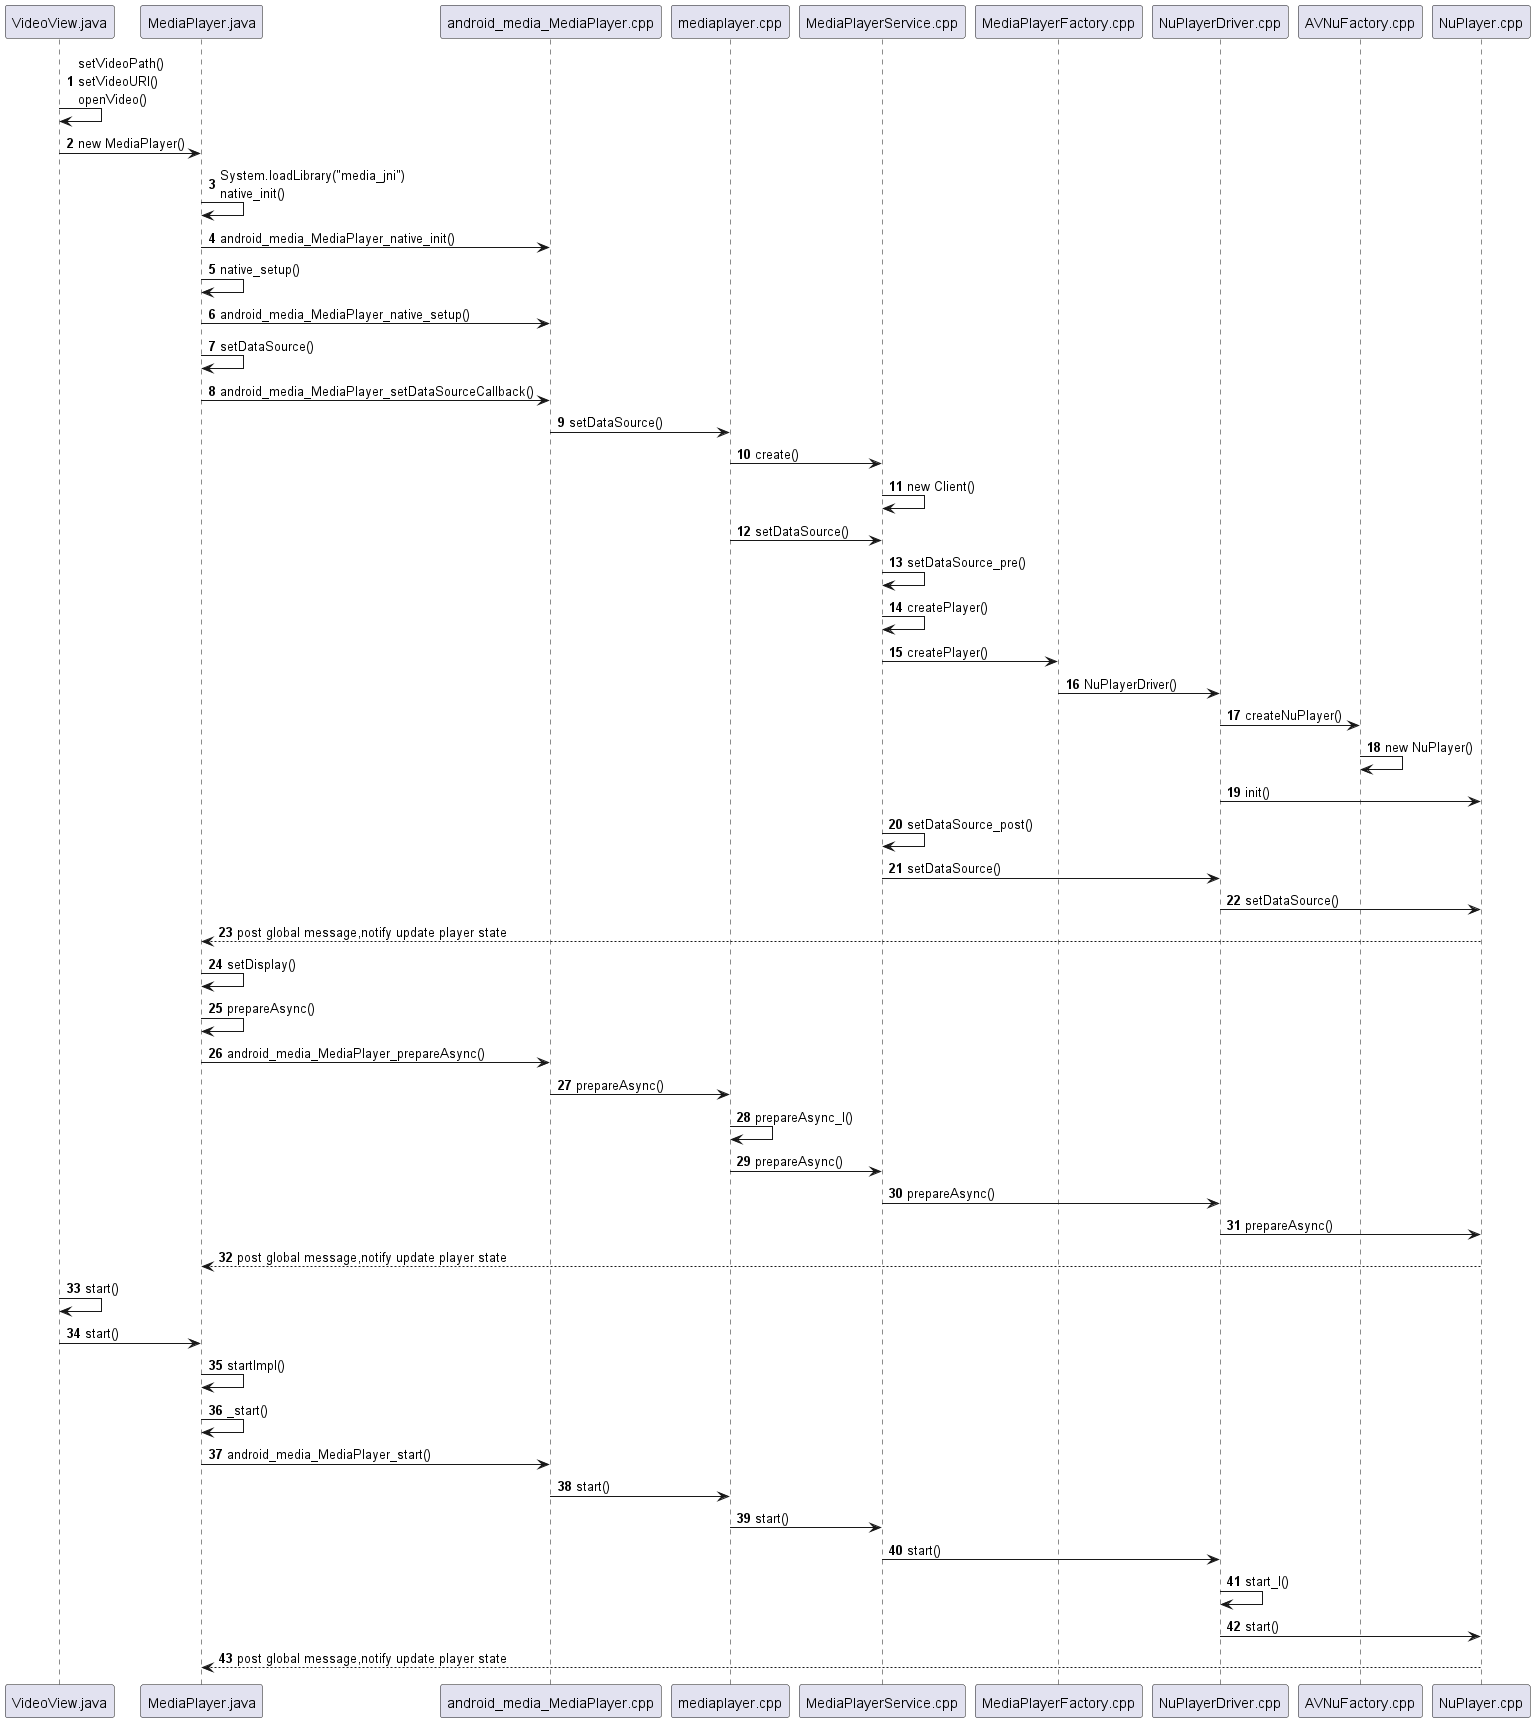 VideoView.java
MediaPlayer.java
android_media_MediaPlayer.cpp
mediaplayer.cpp
MediaPlayerService.cpp
MediaPlayerFactory.cpp
NuPlayerDriver.cpp
AVNuFactory.cpp
NuPlayer.cpp
setVideoPath()
1 setVideoURI()
openVideo()
2 new MediaPlayer()
3 System.loadLibrary("media_jni")
native_init()
4 android_media_MediaPlayer_native_init()
5 native_setup()
6 android_media_MediaPlayer_native_setup()
7 setDataSource()
8 android_media_MediaPlayer_setDataSourceCallback()
9 setDataSource()
10 create()
11 new Client()
12 setDataSource()
13 setDataSource_pre()
14 createPlayer()
15 createPlayer()
16 NuPlayerDriver()
17 createNuPlayer()
18 new NuPlayer()
19 init()
20 setDataSource_post()
21 setDataSource()
22 setDataSource()
23 post global message,notify update player state
24 setDisplay()
25 prepareAsync()
26 android_media_MediaPlayer_prepareAsync()
27 prepareAsync()
28 prepareAsync_l()
29 prepareAsync()
30 prepareAsync()
31 prepareAsync()
32 post global message,notify update player state
33 start()
34 start()
35 startImpl()
36 _start()
37 android_media_MediaPlayer_start()
38 start()
39 start()
40 start()
41 start_l()
42 start()
43 post global message,notify update player state
VideoView.java
MediaPlayer.java
android_media_MediaPlayer.cpp
mediaplayer.cpp
MediaPlayerService.cpp
MediaPlayerFactory.cpp
NuPlayerDriver.cpp
AVNuFactory.cpp
NuPlayer.cpp